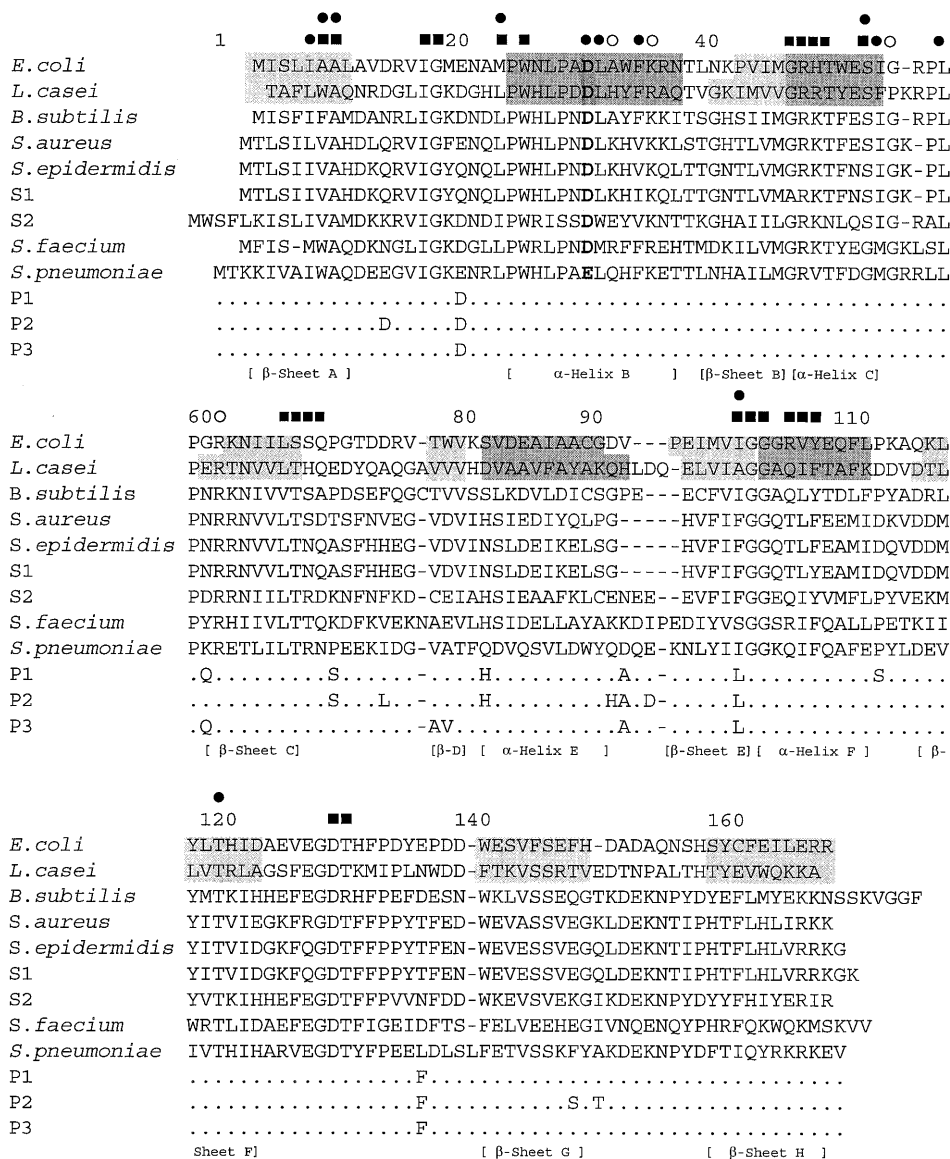 1 20 40
E.coli MISLIAALAVDRVIGMENAMPWNLPADLAWFKRNTLNKPVIMGRHTWESIG-RPL
L.casei TAFLWAQNRDGLIGKDGHLPWHLPDDLHYFRAQTVGKIMVVGRRTYESFPKRPL
B.subtilis MISFIFAMDANRLIGKDNDLPWHLPNDLAYFKKITSGHSIIMGRKTFESIG-RPL
S.aureus MTLSILVAHDLQRVIGFENQLPWHLPNDLKHVKKLSTGHTLVMGRKTFESIGK-PL
S.epidermidis MTLSIIVAHDKQRVIGYQNQLPWHLPNDLKHVKQLTTGNTLVMGRKTFNSIGK-PL
S1 MTLSIIVAHDKQRVIGYQNQLPWHLPNDLKHIKQLTTGNTLVMARKTFNSIGK-PL
S2 MWSFLKISLIVAMDKKRVIGKDNDIPWRISSDWEYVKNTTKGHAIILGRKNLQSIG-RAL
S.faecium MFIS-MWAQDKNGLIGKDGLLPWRLPNDMRFFREHTMDKILVMGRKTYEGMGKLSL
S.pneumoniae MTKKIVAIWAQDEEGVIGKENRLPWHLPAELQHFKETTLNHAILMGRVTFDGMGRRLL
P1 ....................D.......................................
P2 ..............D.....D.......................................
P3 ....................D.......................................
[ β-Sheet A ] [ α-Helix B ] [β-Sheet B] [α-Helix C]
60 80 90 110
E.coli PGRKNIILSSQPGTDDRV-TWVKSVDEAIAACGDV---PEIMVIGGGRVYEQFLPKAQKL
L.casei PERTNVVLTHQEDYQAQGAVVVHDVAAVFAYAKQHLDQ-ELVIAGGAQIFTAFKDDVDTL
B.subtilis PNRKNIVVTSAPDSEFQGCTVVSSLKDVLDICSGPE---ECFVIGGAQLYTDLFPYADRL
S.aureus PNRRNVVLTSDTSFNVEG-VDVIHSIEDIYQLPG-----HVFIFGGQTLFEEMIDKVDDM
S.epidermidis PNRRNVVLTNQASFHHEG-VDVINSLDEIKELSG-----HVFIFGGQTLFEAMIDQVDDM
S1 PNRRNVVLTNQASFHHEG-VDVINSLDEIKELSG-----HVFIFGGQTLYEAMIDQVDDM
S2 PDRRNIILTRDKNFNFKD-CEIAHSIEAAFKLCENEE--EVFIFGGEQIYVMFLPYVEKM
S.faecium PYRHIIVLTTQKDFKVEKNAEVLHSIDELLAYAKKDIPEDIYVSGGSRIFQALLPETKII
S.pneumoniae PKRETLILTRNPEEKIDG-VATFQDVQSVLDWYQDQE-KNLYIIGGKQIFQAFEPYLDEV
P1 .Q..........S.....-.....H...........A..-......L...........S......
P2 ............S...L.-.....H..........HA.D-......L..................
P3 .Q..................AV..............A..-......L..................
[ β-Sheet C] [β-D] [ α-Helix E ] [β-Sheet E] [ α-Helix F ] [ β-
120 140 160
E.coli YLTHIDAEVEGDTHFPDYEPDD-WESVFSEFH-DADAQNSHSYCFEILERR
L.casei LVTRLAGSFEGDTKMIPLNWDD-FTKVSSRTVEDTNPALTHTYEVWQKKA
B.subtilis YMTKIHHEFEGDRHFPEFDESN-WKLVSSEQGTKDEKNPYDYEFLMYEKKNSSKVGGF
S.aureus YITVIEGKFRGDTFFPPYTFED-WEVASSVEGKLDEKNTIPHTFLHLIRKK
S.epidermidis YITVIDGKFQGDTFFPPYTFEN-WEVESSVEGQLDEKNTIPHTFLHLVRRKG
S1 YITVIDGKFQGDTFFPPYTFEN-WEVESSVEGQLDEKNTIPHTFLHLVRRKGK
S2 YVTKIHHEFEGDTFFPVVNFDD-WKEVSVEKGIKDEKNPYDYYFHIYERIR
S.faecium WRTLIDAEFEGDTFIGEIDFTS-FELVEEHEGIVNQENQYPHRFQKWQKMSKVV
S.pneumoniae IVTHIHARVEGDTYFPEELDLSLFETVSSKFYAKDEKNPYDFTIQYRKRKEV
P1 ...................F................................
P2 ...................F............S.T.................
P3 ...................F................................
Sheet F] [ β-Sheet G ] [ β-Sheet H ]